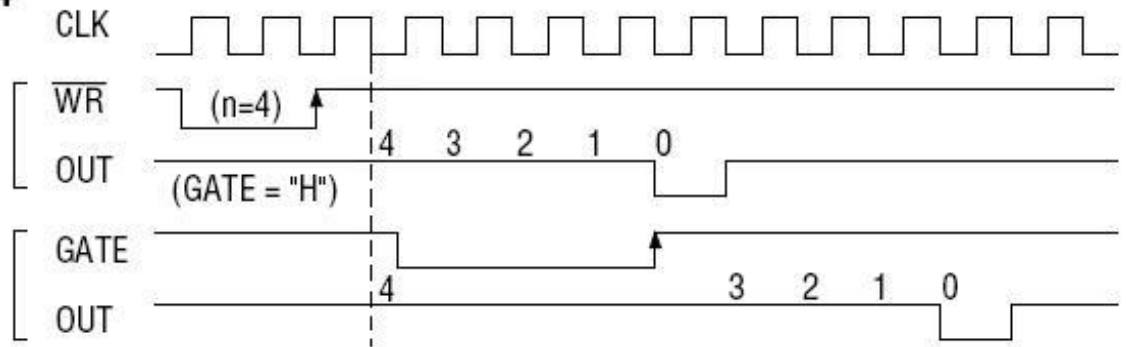 CLK
WR (n=4)
4 3 2 1 0
OUT
(GATE = "H")
GATE
4 3 2 1 0
OUT